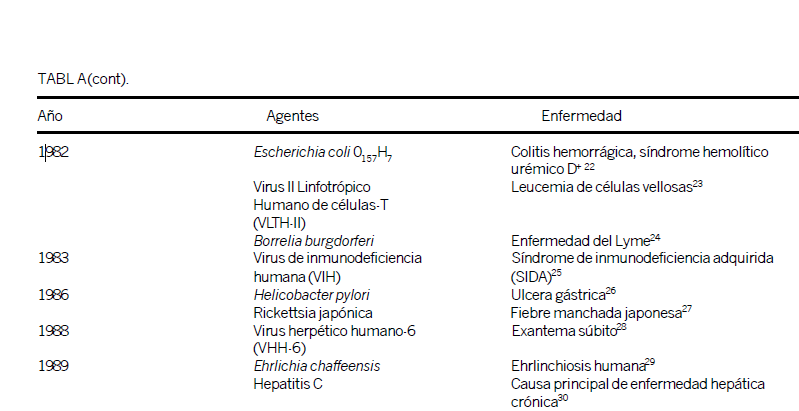 TABLA(cont).
Año Agentes Enfermedad
1982 Escherichia coli O157H7 Colitis hemorrágica, síndrome hemolítico
urémico D+ 22
Virus II Linfotrópico Leucemia de células vellosas23
Humano de células-T
(VLTH-II)
Borrelia burgdorferi Enfermedad del Lyme24
1983 Virus de inmunodeficiencia Síndrome de inmunodeficiencia adquirida
humana (VIH) (SIDA)25
1986 Helicobacter pylori Ulcera gástrica26
Rickettsia japónica Fiebre manchada japonesa27
1988 Virus herpético humano-6 Exantema súbito28
(VHH-6)
1989 Ehrlichia chaffeensis Ehrlinchiosis humana29
Hepatitis C Causa principal de enfermedad hepática
crónica30